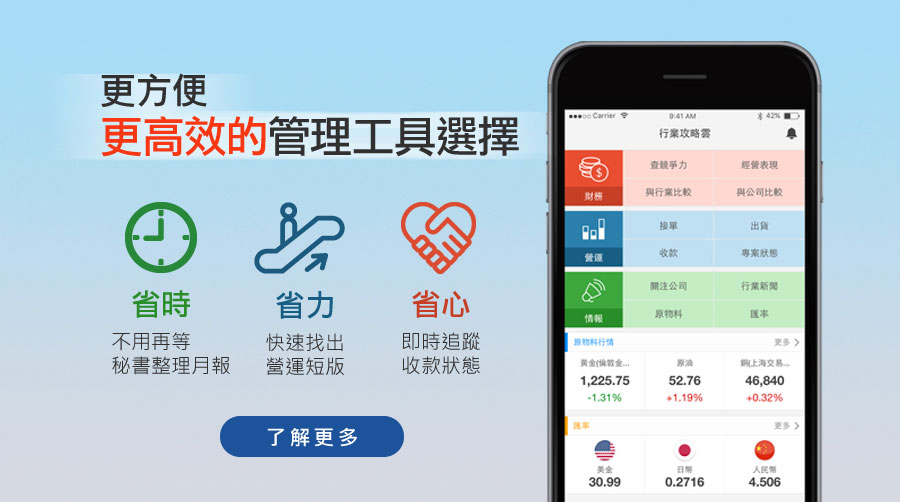 更方便
更高效的管理工具選擇
省時
省力
省心
不用再等
秘書整理月報
快速找出
營運短版
即時追蹤
收款狀態
了解更多
Carrier 9:41 AM 42%
行業攻略雲
財務
查競爭力 經營表現
與行業比較 與公司比較
營運
接單 出貨
收款 專案狀態
情報
關注公司 行業新聞
原物料 匯率
原物料行情 更多
黃金(倫敦金... 原油 銅(上海交易...
1,225.75 52.76 46,840
-1.31% +1.19% +0.32%
匯率 更多
美金 日幣 人民幣
30.99 0.2716 4.506